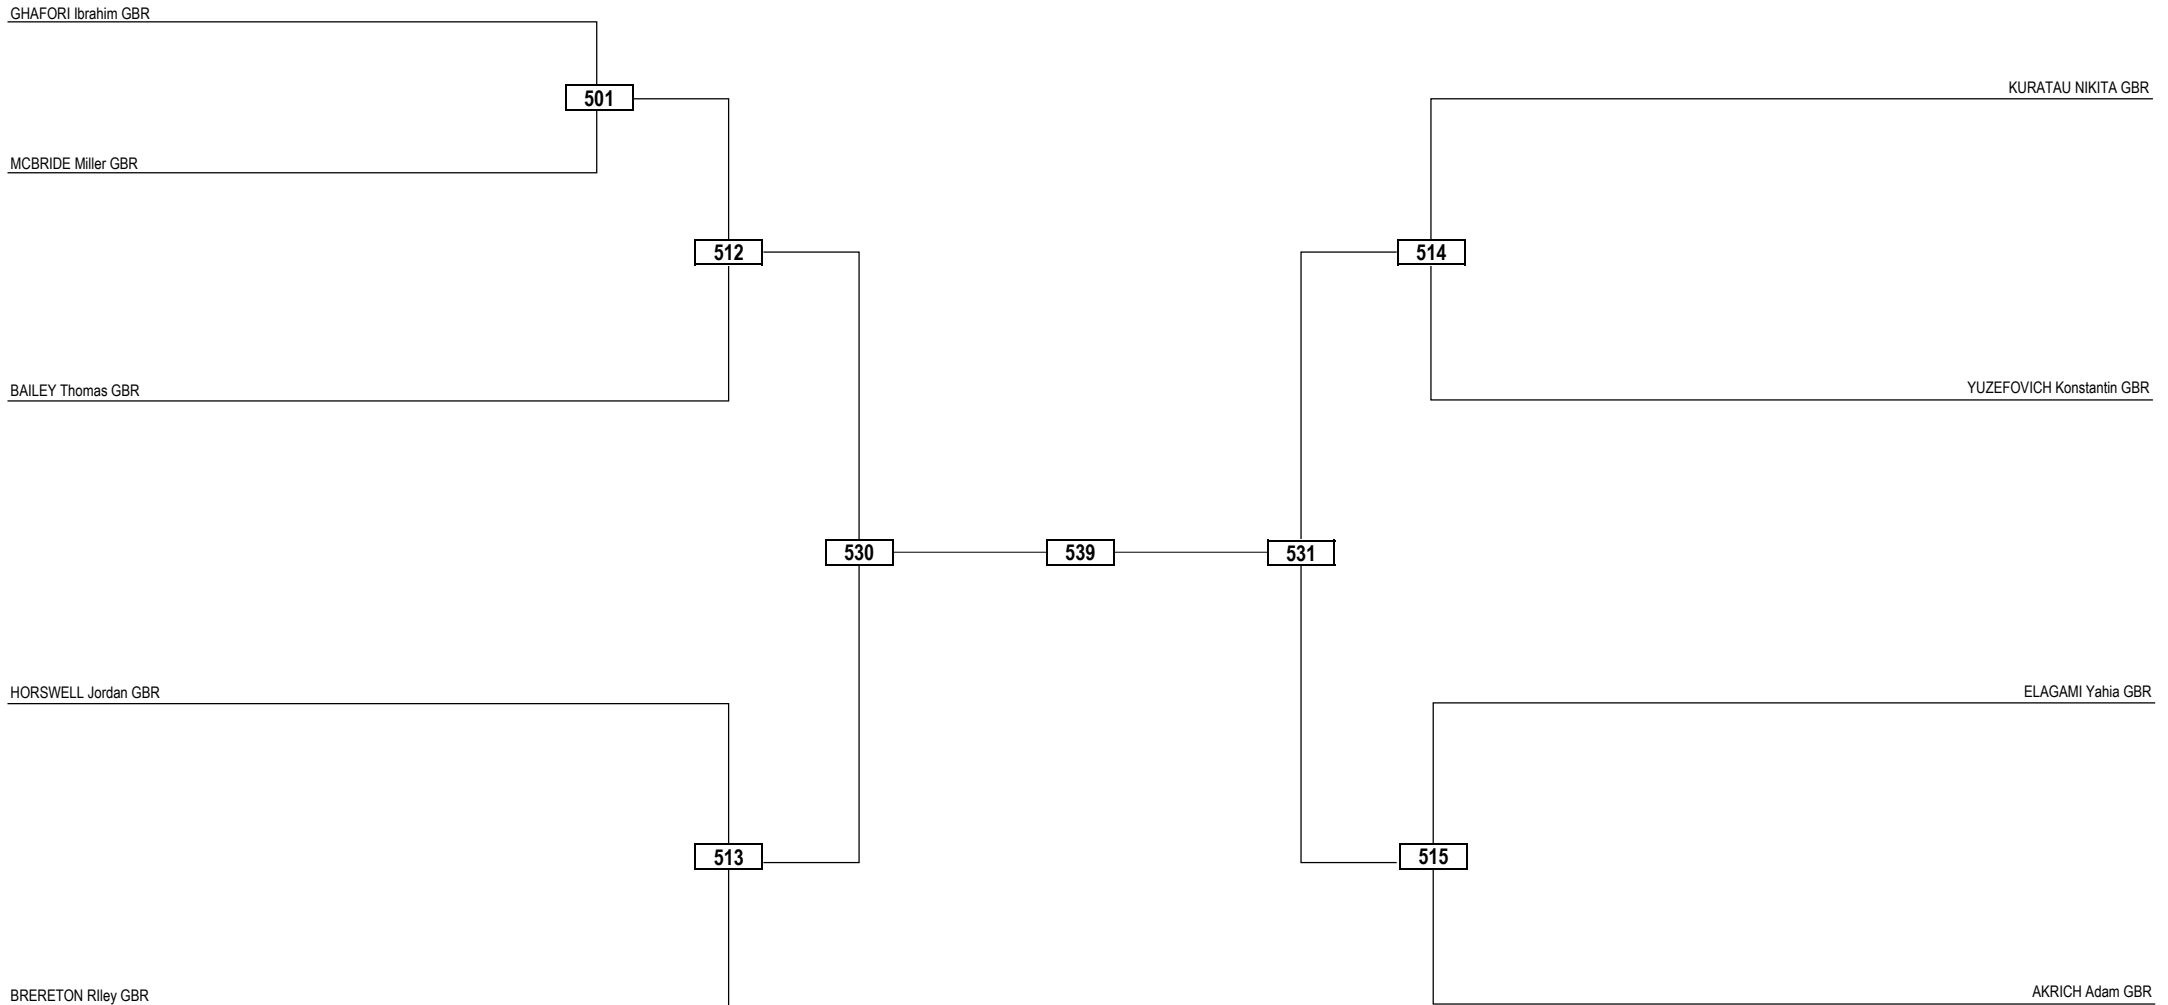 GHAFORI Ibrahim GBR
501
KURATAU NIKITA GBR
MCBRIDE Miller GBR
512
514
BAILEY Thomas GBR
YUZEFOVICH Konstantin GBR
530
539
531
HORSWELL Jordan GBR
ELAGAMI Yahia GBR
513
515
BRERETON RIley GBR
AKRICH Adam GBR